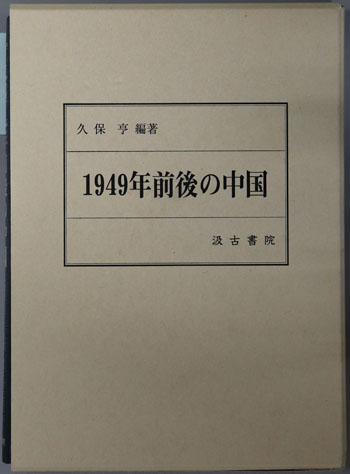 久保 亨 編著
1949年前後の中国
汲古書院